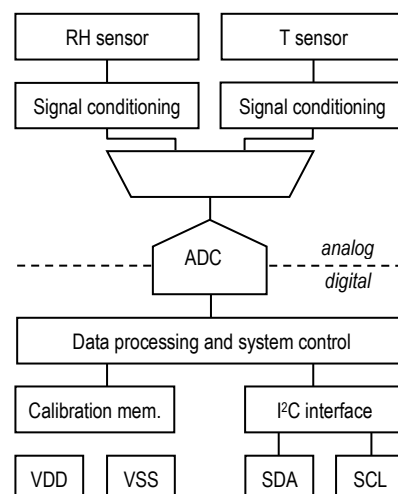 RH sensor
T sensor
Signal conditioning
Signal conditioning
ADC
analog
digital
Data processing and system control
Calibration mem.
I²C interface
VDD
VSS
SDA
SCL